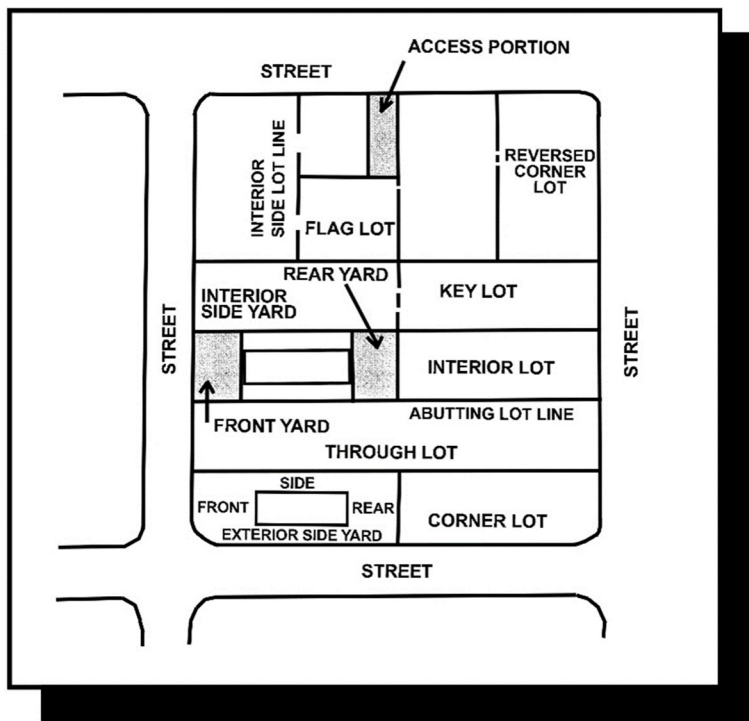 ACCESS PORTION
STREET
INTERIOR
SIDE LOT LINE
REVERSED
CORNER
LOT
FLAG LOT
REAR YARD
INTERIOR
SIDE YARD
KEY LOT
STREET
STREET
INTERIOR LOT
ABUTTING LOT LINE
FRONT YARD
THROUGH LOT
SIDE
FRONT
REAR
EXTERIOR SIDE YARD
CORNER LOT
STREET